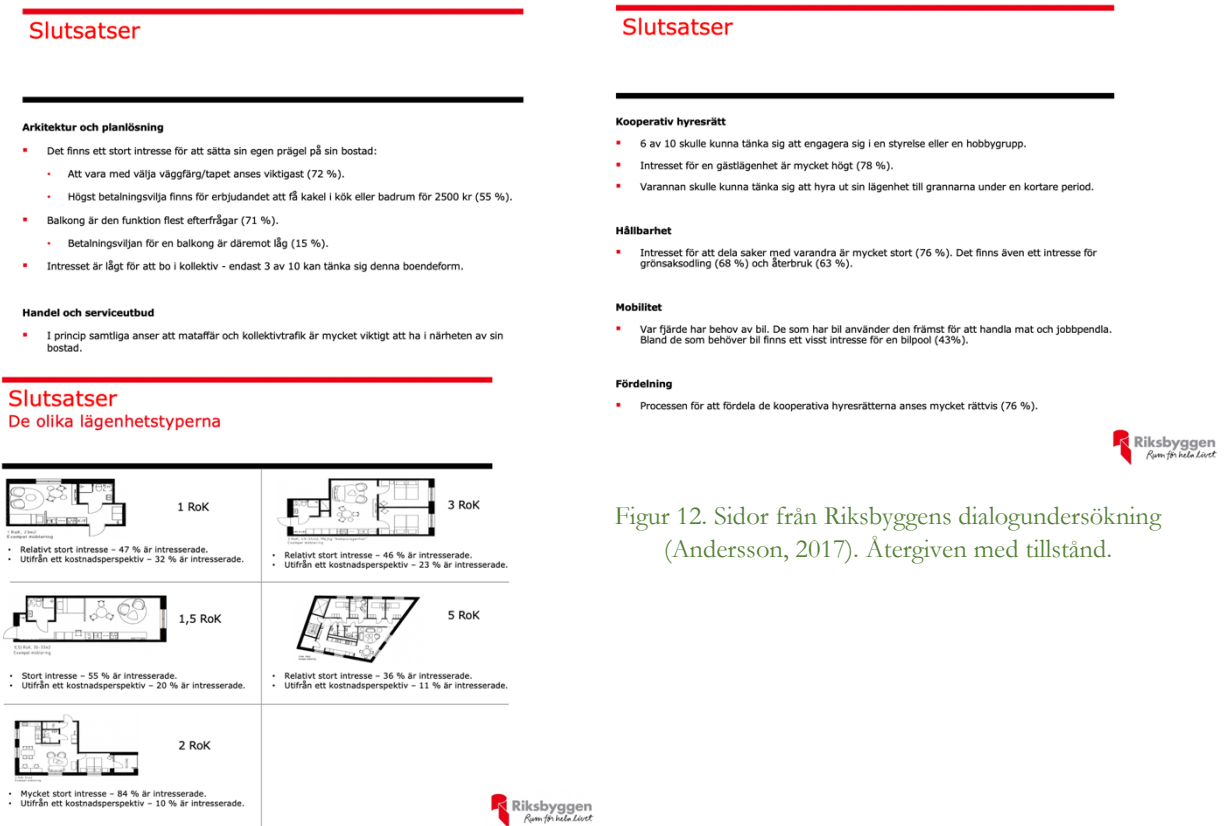 Slutsatser
Arkitektur och planlösning
Det finns ett stort intresse för att sätta sin egen prägel på sin bostad:
Att vara med välja väggfärg/tapet anses viktigast (72 %).
Högst betalningsvilja finns för erbjudandet att få kakel i kök eller badrum för 2500 kr (55 %).
Balkong är den funktion flest efterfrågar (71 %).
Betalningsviljan för en balkong är däremot låg (15 %).
Intresset är lågt för att bo i kollektiv - endast 3 av 10 kan tänka sig denna boendeform.
Handel och serviceutbud
I princip samtliga anser att mataffär och kollektivtrafik är mycket viktigt att ha i närheten av sin
bostad.
Slutsatser
De olika lägenhetstyperna
1 RoK
Exempel möblering
Relativt stort intresse – 47 % är intresserade.
Utifrån ett kostnadsperspektiv – 32 % är intresserade.
3 RoK
Relativt stort intresse – 46 % är intresserade.
Utifrån ett kostnadsperspektiv – 23 % är intresserade.
1,5 RoK
Exempel möblering
Stort intresse – 55 % är intresserade.
Utifrån ett kostnadsperspektiv – 20 % är intresserade.
5 RoK
Relativt stort intresse – 36 % är intresserade.
Utifrån ett kostnadsperspektiv – 11 % är intresserade.
2 RoK
Mycket stort intresse – 84 % är intresserade.
Utifrån ett kostnadsperspektiv – 10 % är intresserade.
Riksbyggen
Rum för hela livet
Slutsatser
Kooperativ hyresrätt
6 av 10 skulle kunna tänka sig att engagera sig i en styrelse eller en hobbygrupp.
Intresset för en gästlägenhet är mycket högt (78 %).
Varannan skulle kunna tänka sig att hyra ut sin lägenhet till grannarna under en kortare period.
Hållbarhet
Intresset för att dela saker med varandra är mycket stort (76 %). Det finns även ett intresse för
grönsaksodling (68 %) och återbruk (63 %).
Mobilitet
Var fjärde har behov av bil. De som har bil använder den främst för att handla mat och jobbpendla.
Bland de som behöver bil finns ett visst intresse för en bilpool (43%).
Fördelning
Processen för att fördela de kooperativa hyresrätterna anses mycket rättvis (76 %).
Riksbyggen
Rum för hela livet
Figur 12. Sidor från Riksbyggens dialogundersökning
(Andersson, 2017). Återgiven med tillstånd.